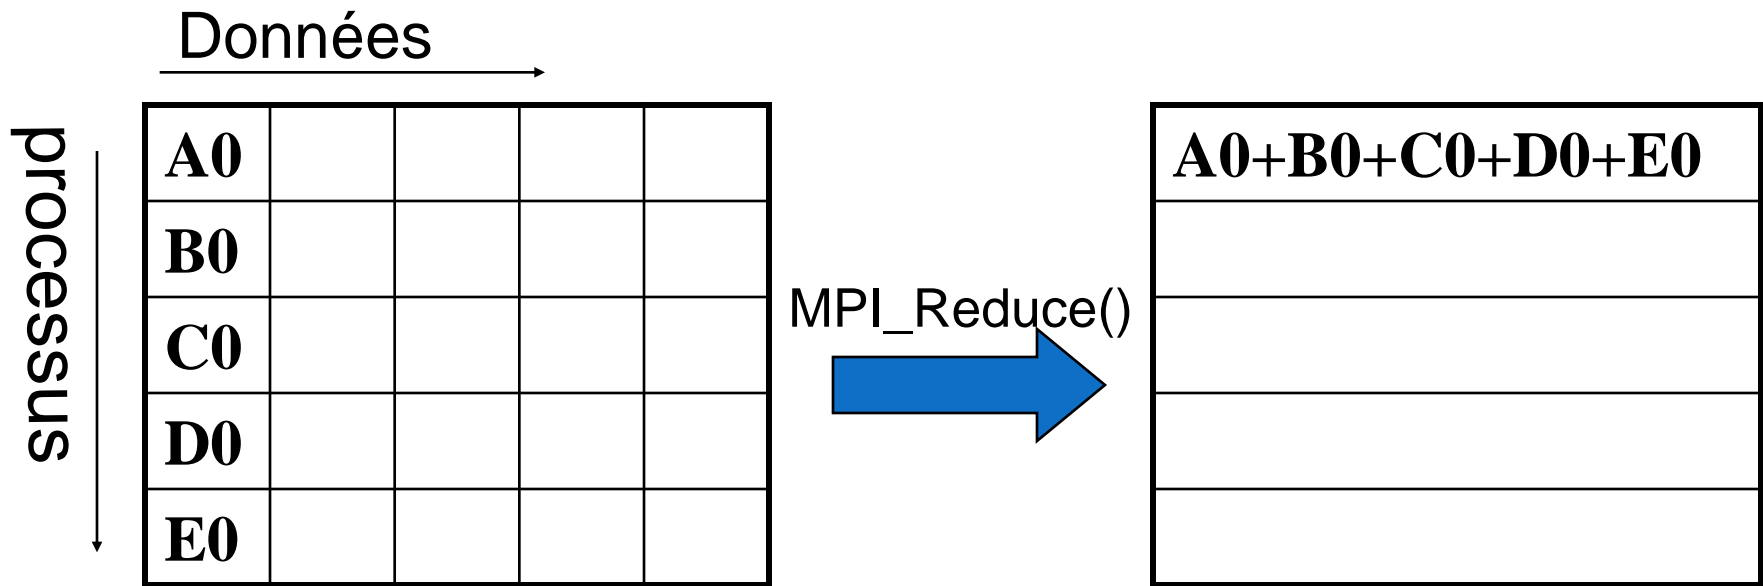 Données
processus
A0
B0
C0
D0
E0
MPI_Reduce()
A0+B0+C0+D0+E0